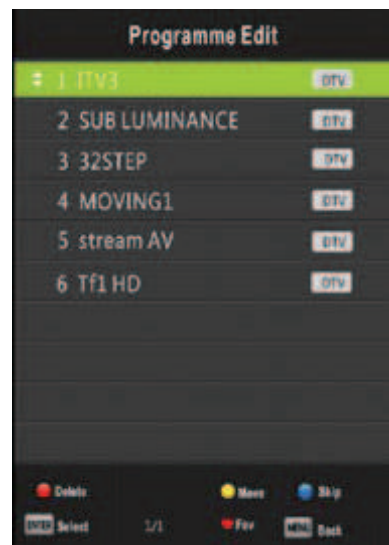 Programme Edit
1 ITV3 DTV
2 SUB LUMINANCE DTV
3 32STEP DTV
4 MOVING1 DTV
5 stream AV DTV
6 Tf1 HD DTV
Delete Move Skip
ENTER Select 1/1 Fav MENU Back